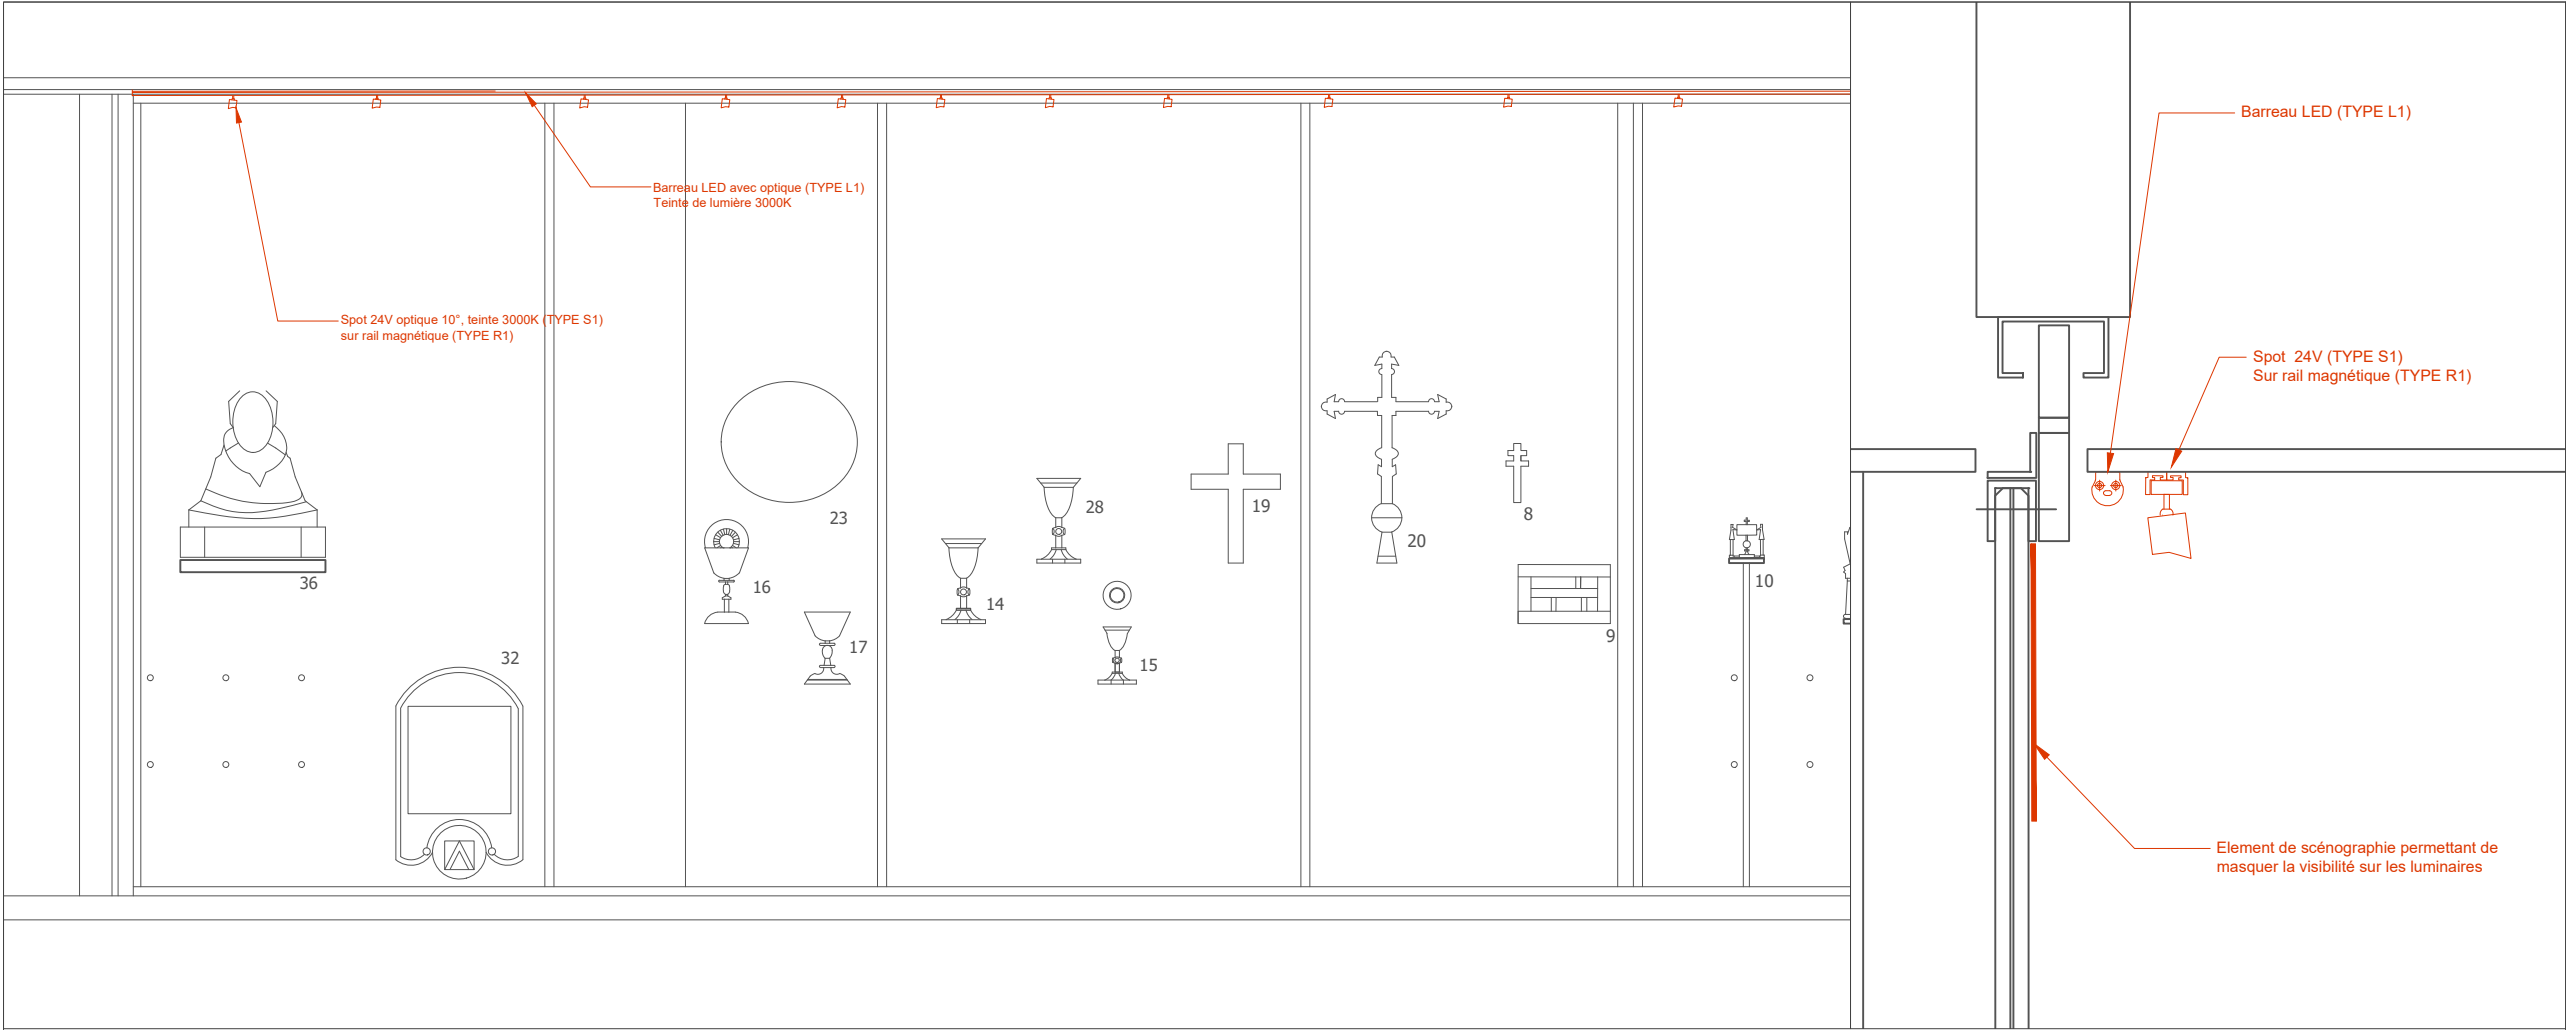 Barreau LED avec optique (TYPE L1)
Teinte de lumière 3000K
Spot 24V optique 10°, teinte 3000K (TYPE S1)
sur rail magnétique (TYPE R1)
36
32
23
16
17
28
14
15
19
20
8
9
10
Barreau LED (TYPE L1)
Spot 24V (TYPE S1)
Sur rail magnétique (TYPE R1)
Element de scénographie permettant de
masquer la visibilité sur les luminaires